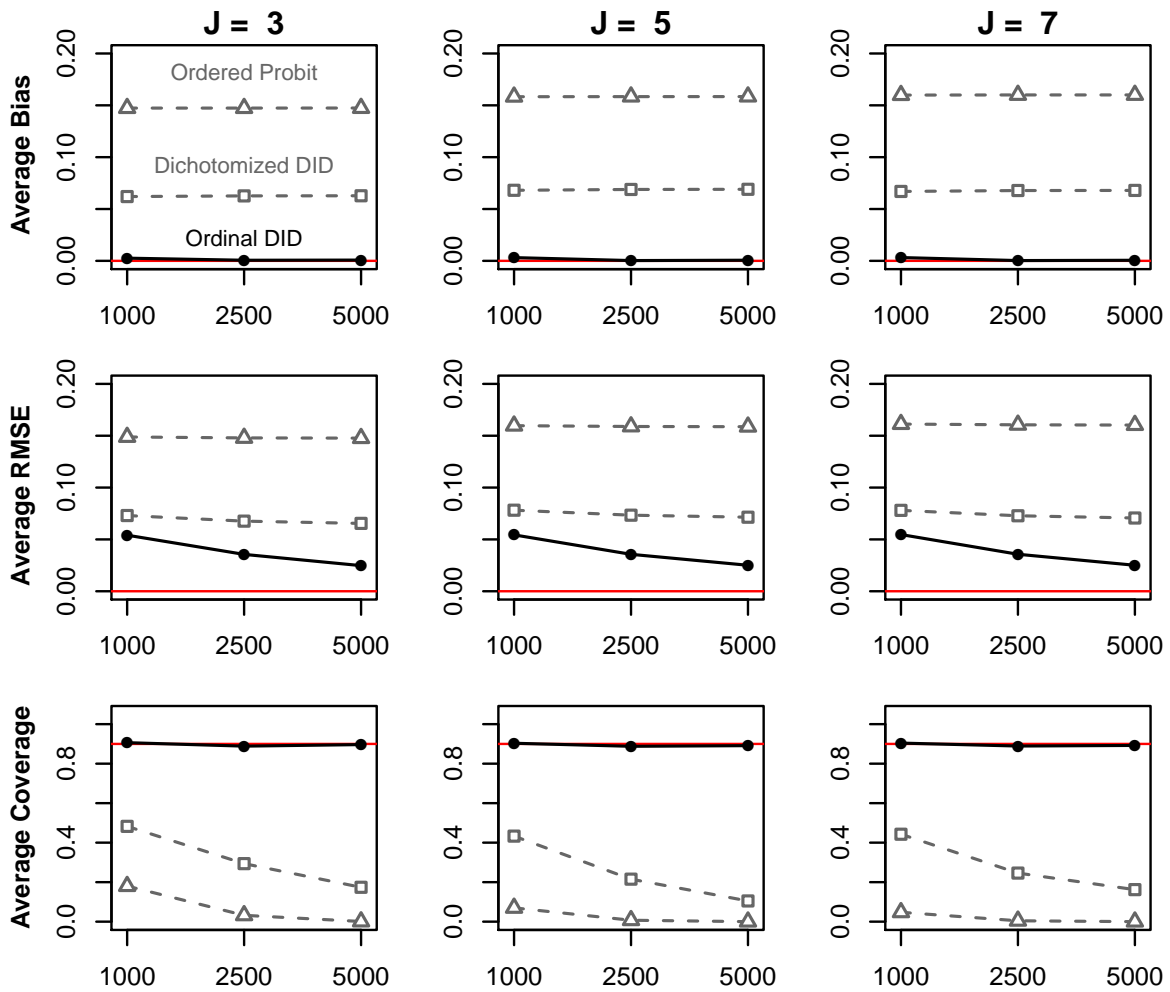 J = 3
J = 5
J = 7
Average Bias
0.20
0.10
0.00
Ordered Probit
Dichotomized DID
Ordinal DID
1000 2500 5000
0.20
0.10
0.00
1000 2500 5000
0.20
0.10
0.00
1000 2500 5000
Average RMSE
0.20
0.10
0.00
1000 2500 5000
0.20
0.10
0.00
1000 2500 5000
0.20
0.10
0.00
1000 2500 5000
Average Coverage
0.8
0.4
0.0
1000 2500 5000
0.8
0.4
0.0
1000 2500 5000
0.8
0.4
0.0
1000 2500 5000